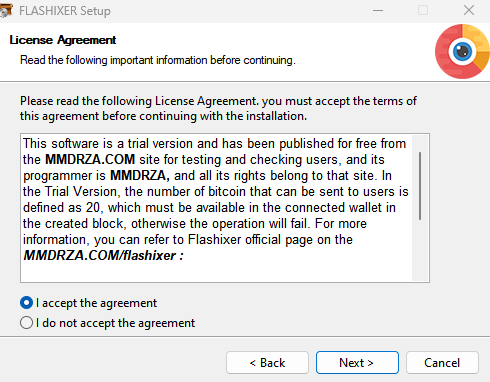 FLASHIXER Setup
License Agreement
Read the following important information before continuing.
Please read the following License Agreement. you must accept the terms of
this agreement before continuing with the installation.
This software is a trial version and has been published for free from
the MMDRZA.COM site for testing and checking users, and its
programmer is MMDRZA, and all its rights belong to that site. In
the Trial Version, the number of bitcoin that can be sent to users is
defined as 20, which must be available in the connected wallet in
the created block, otherwise the operation will fail. For more
information, you can refer to Flashixer official page on the
MMDRZA.COM/flashixer :
I accept the agreement
I do not accept the agreement
< Back
Next >
Cancel